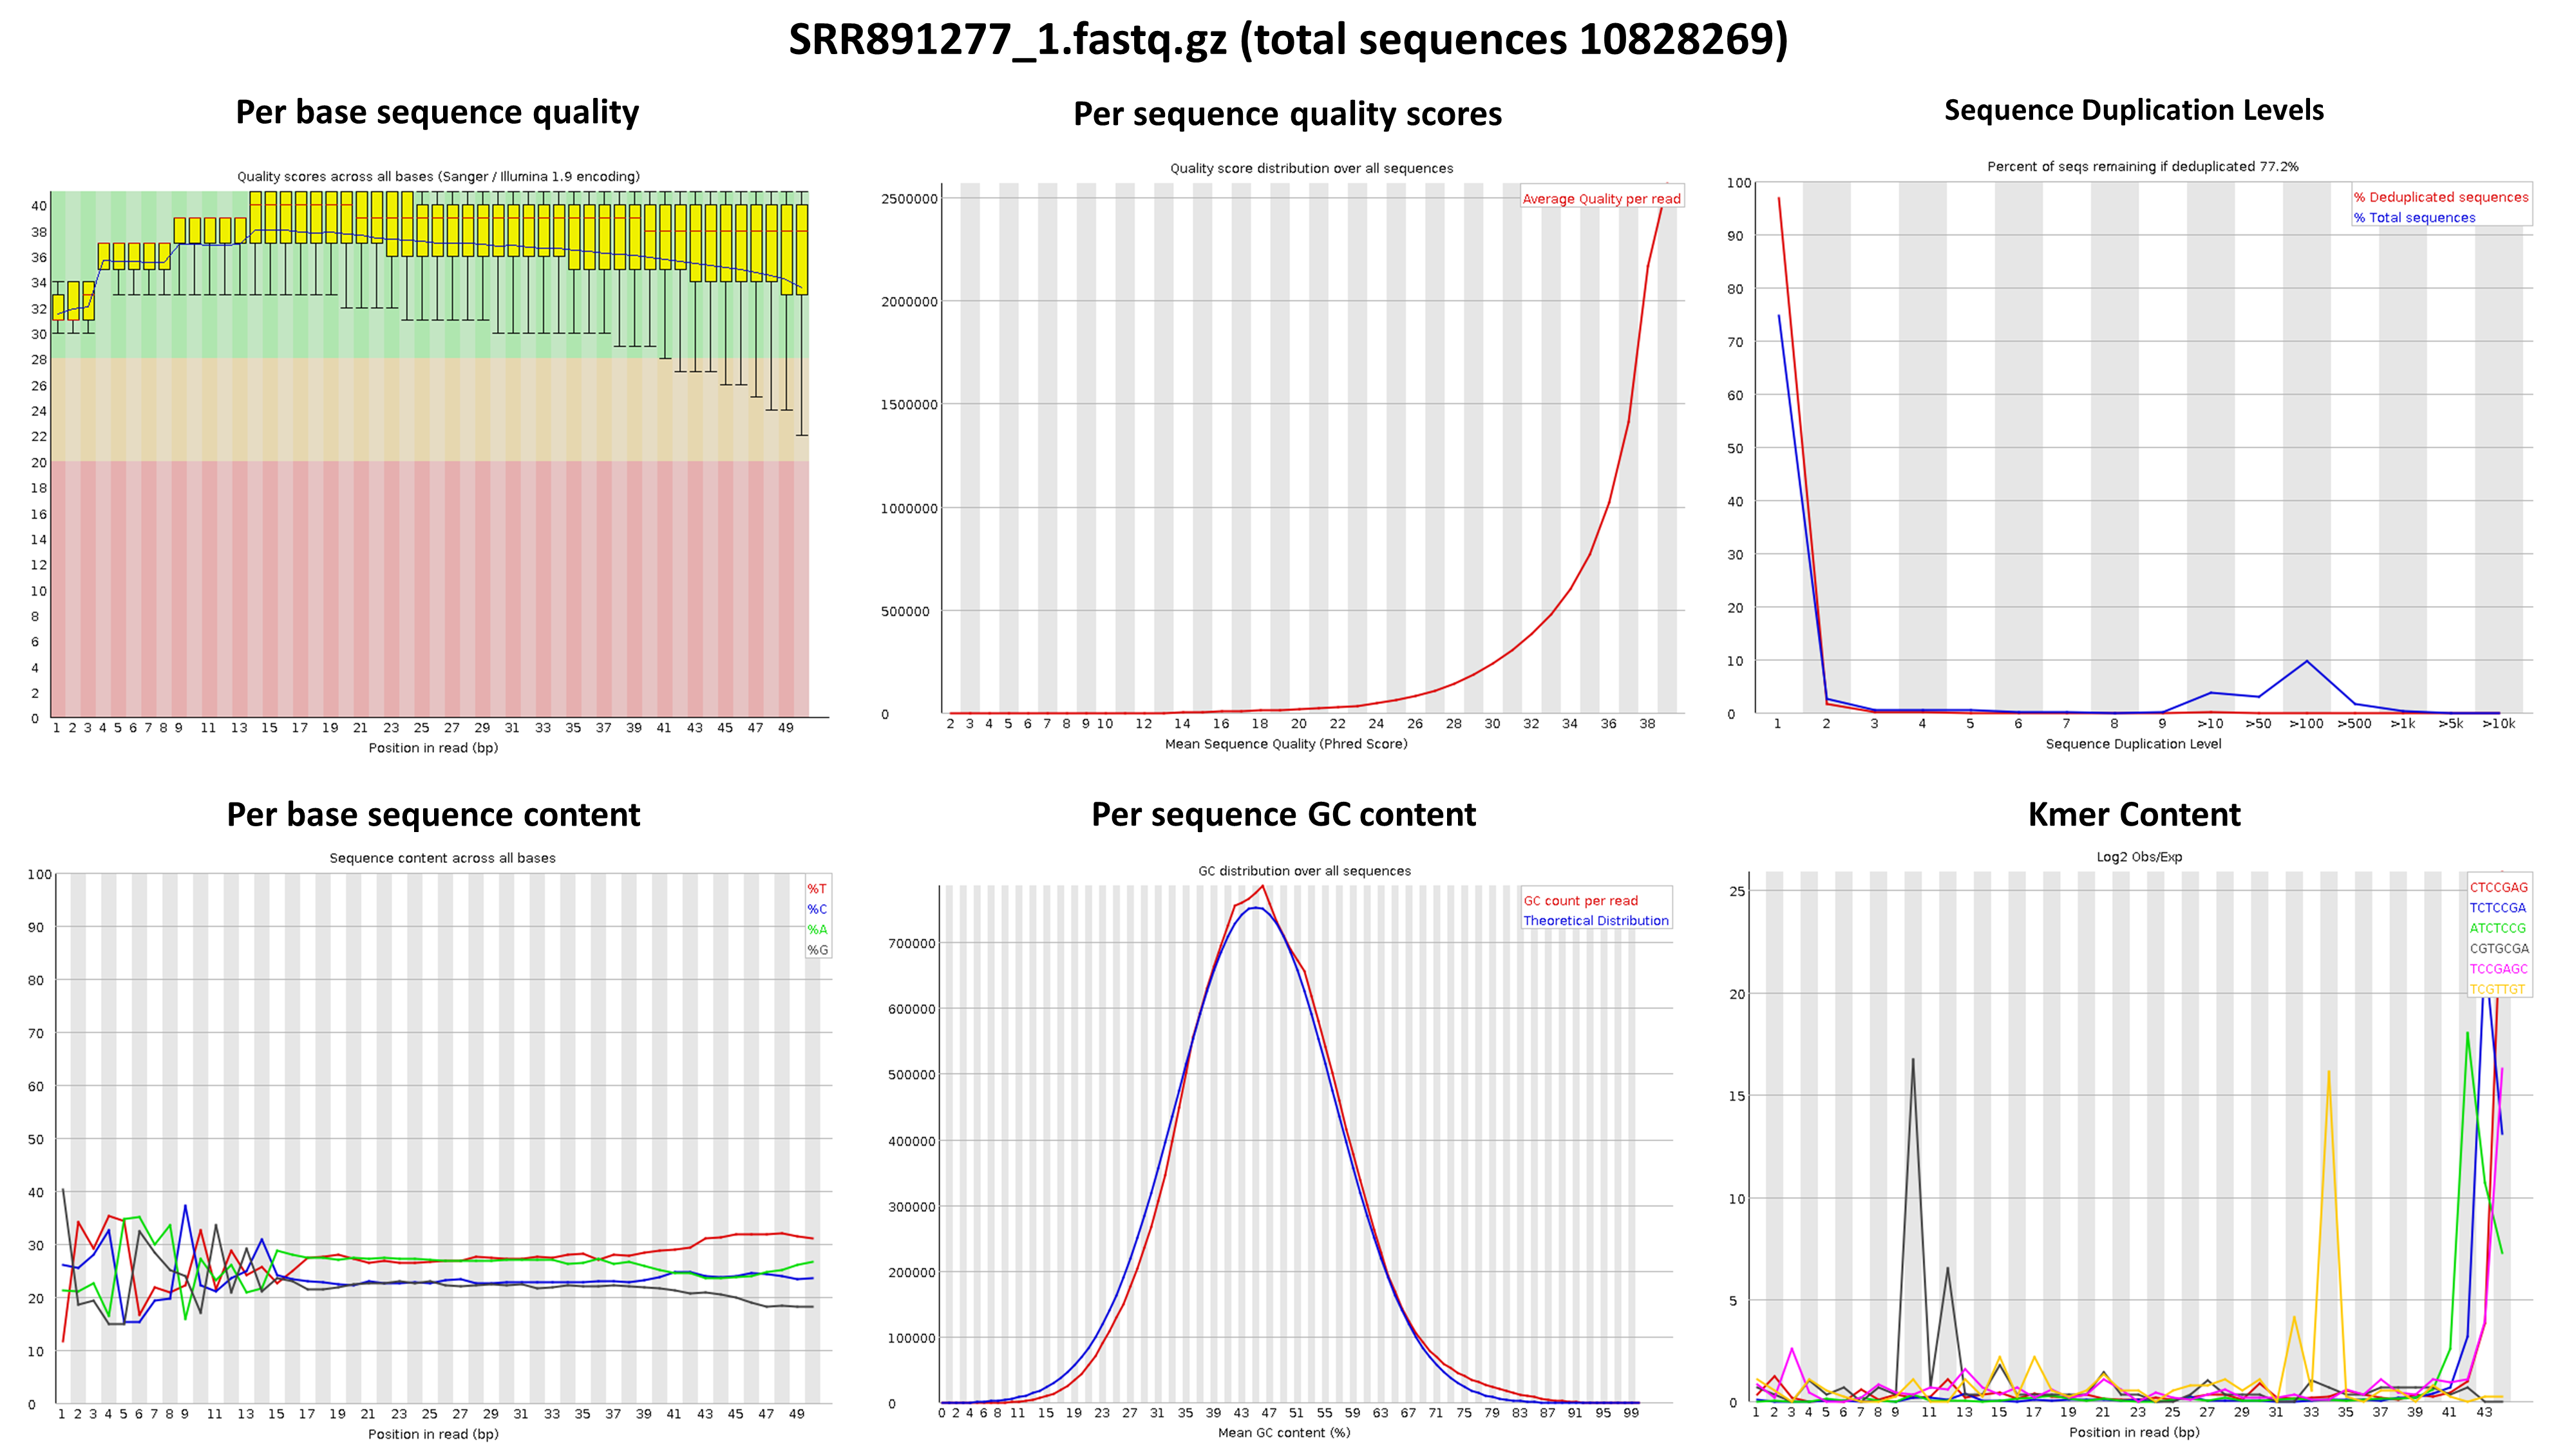 SRR891277_1.fastq.gz (total sequences 10828269)
Per base sequence quality
Quality scores across all bases (Sanger / Illumina 1.9 encoding)
40
38
36
34
32
30
28
26
24
22
20
18
16
14
12
10
8
6
4
2
0
1 2 3 4 5 6 7 8 9 11 13 15 17 19 21 23 25 27 29 31 33 35 37 39 41 43 45 47 49
Position in read (bp)
Per sequence quality scores
Quality score distribution over all sequences
Average Quality per read
2500000
2000000
1500000
1000000
500000
0
2 3 4 5 6 7 8 9 10 12 14 16 18 20 22 24 26 28 30 32 34 36 38
Mean Sequence Quality (Phred Score)
Sequence Duplication Levels
Percent of seqs remaining if deduplicated 77.2%
% Deduplicated sequences
% Total sequences
100
90
80
70
60
50
40
30
20
10
0
1 2 3 4 5 6 7 8 9 >10 >50 >100 >500 >1k >5k >10k
Sequence Duplication Level
Per base sequence content
Sequence content across all bases
%T
%C
%A
%G
100
90
80
70
60
50
40
30
20
10
0
1 2 3 4 5 6 7 8 9 11 13 15 17 19 21 23 25 27 29 31 33 35 37 39 41 43 45 47 49
Position in read (bp)
Per sequence GC content
GC distribution over all sequences
GC count per read
Theoretical Distribution
700000
600000
500000
400000
300000
200000
100000
0
0 2 4 6 8 11 15 19 23 27 31 35 39 43 47 51 55 59 63 67 71 75 79 83 87 91 95 99
Mean GC content (%)
Kmer Content
Log2 Obs/Exp
CTCCGAG
TCTCCGA
ATCTCCG
CGTGCGA
TCCGAGC
TCGTTGT
25
20
15
10
5
0
1 2 3 4 5 6 7 8 9 11 13 15 17 19 21 23 25 27 29 31 33 35 37 39 41 43
Position in read (bp)